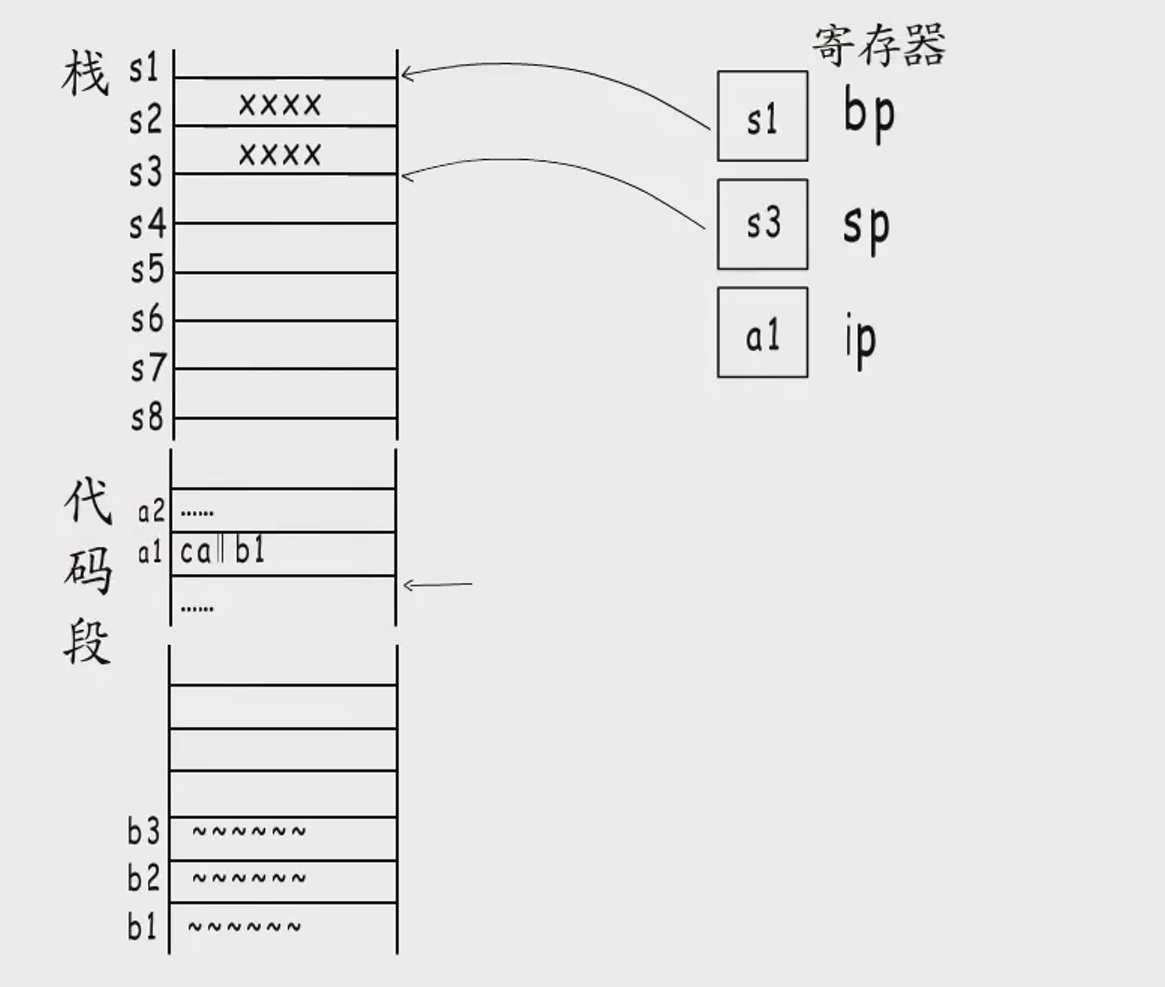 栈
s1
xxxx
s2
xxxx
s3
s4
s5
s6
s7
s8
寄存器
s1 bp
s3 sp
a1 ip
代码段
a2 ……
a1 call b1
……
b3 ~~~~~~
b2 ~~~~~~
b1 ~~~~~~